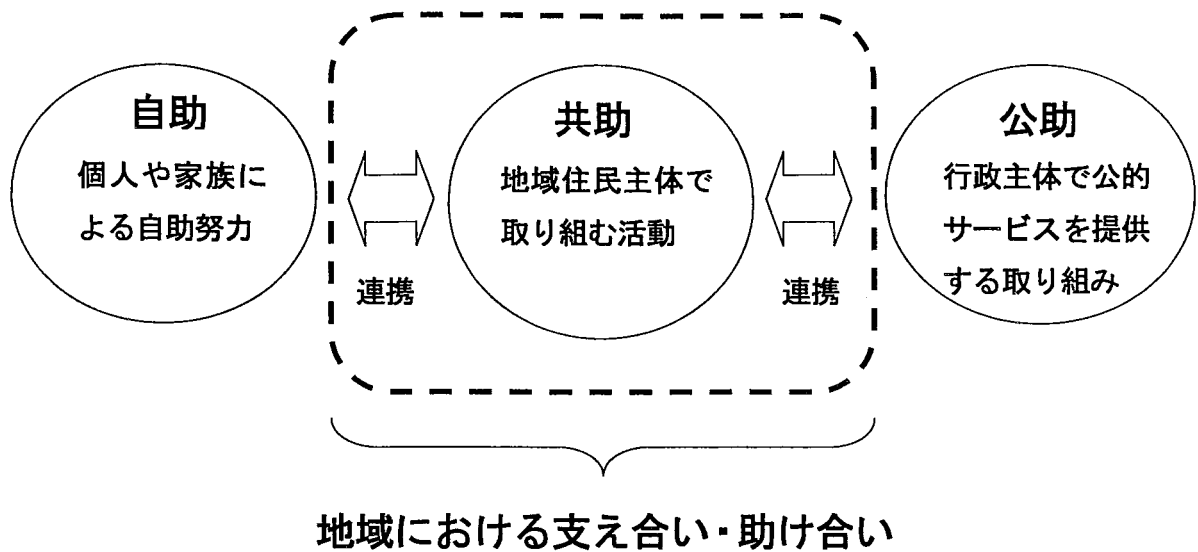 自助
個人や家族に
よる自助努力
連携
共助
地域住民主体で
取り組む活動
連携
公助
行政主体で公的
サービスを提供
する取り組み
地域における支え合い・助け合い